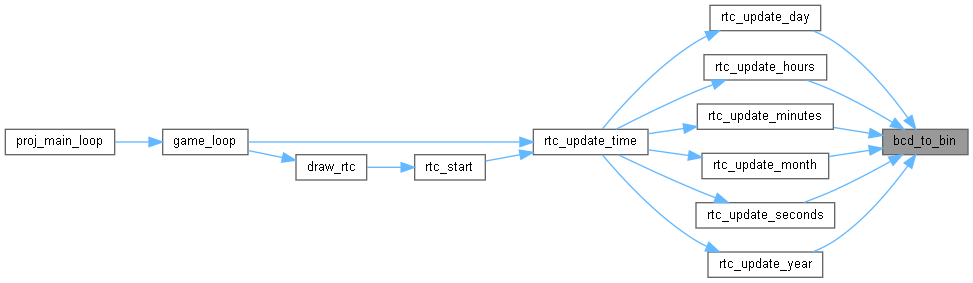 rtc_update_day
rtc_update_hours
rtc_update_minutes
proj_main_loop
game_loop
rtc_update_time
bcd_to_bin
draw_rtc
rtc_start
rtc_update_month
rtc_update_seconds
rtc_update_year